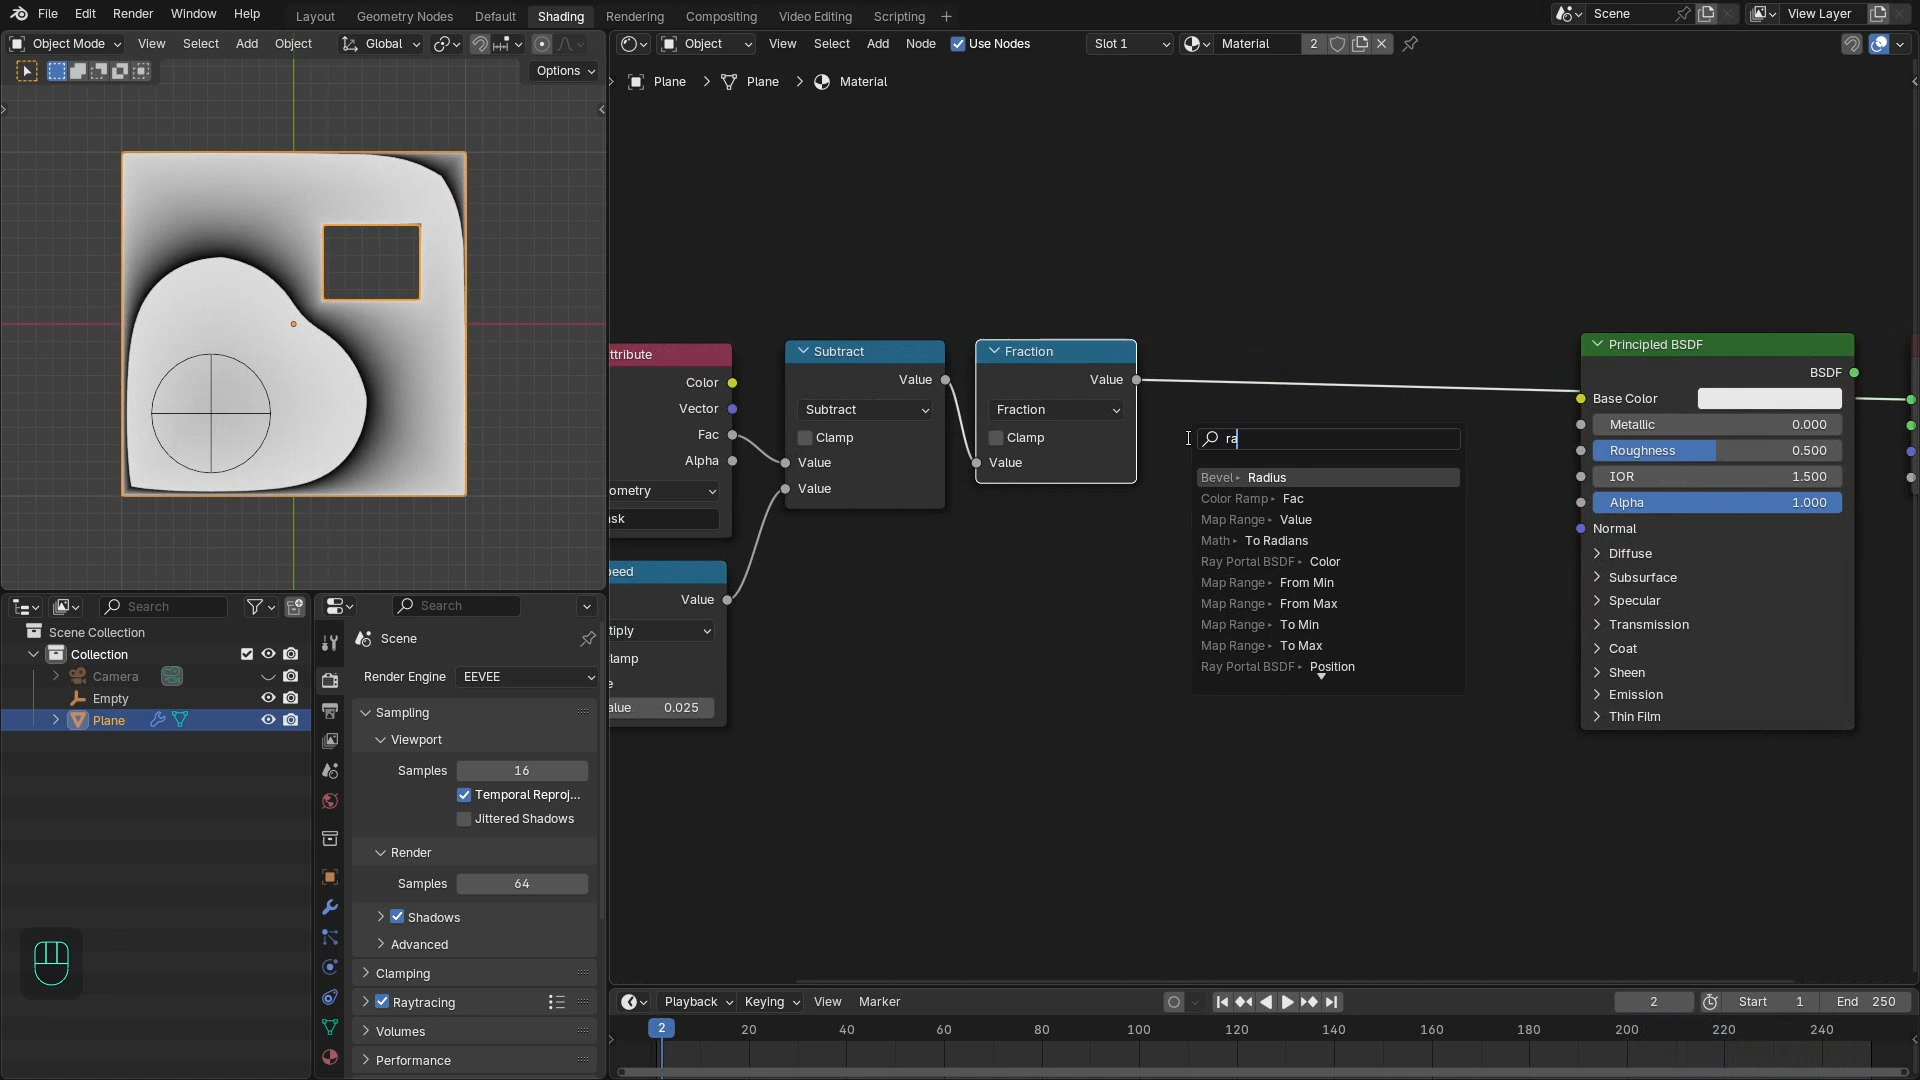 File Edit Render Window Help Layout Geometry Nodes Default Shading Rendering Compositing Video Editing Scripting + Scene View Layer
Object Mode View Select Add Object Global
Options
Object View Select Add Node Use Nodes Slot 1 Material 2
Plane > Plane > Material
ttribute
Color
Vector
Fac
Alpha
ometry
sk
Subtract
Value
Subtract
Clamp
Value
Value
Fraction
Value
Fraction
Clamp
Value
peed
Value
tiply
lamp
e
alue 0.025
ra
Bevel Radius
Color Ramp Fac
Map Range Value
Math To Radians
Ray Portal BSDF Color
Map Range From Min
Map Range From Max
Map Range To Min
Map Range To Max
Ray Portal BSDF Position
Principled BSDF
BSDF
Base Color
Metallic 0.000
Roughness 0.500
IOR 1.500
Alpha 1.000
Normal
Diffuse
Subsurface
Specular
Transmission
Coat
Sheen
Emission
Thin Film
Search
Scene Collection
Collection
Camera
Empty
Plane
Search
Scene
Render Engine EEVEE
Sampling
Viewport
Samples 16
Temporal Reproj...
Jittered Shadows
Render
Samples 64
Shadows
Advanced
Clamping
Raytracing
Volumes
Performance
Playback Keying View Marker 2 Start 1 End 250
2 20 40 60 80 100 120 140 160 180 200 220 240